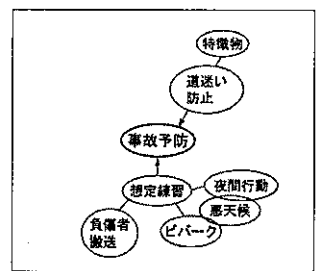 特徴物
道迷い
防止
事故予防
想定練習
夜間行動
悪天候
ビバーク
負傷者
搬送